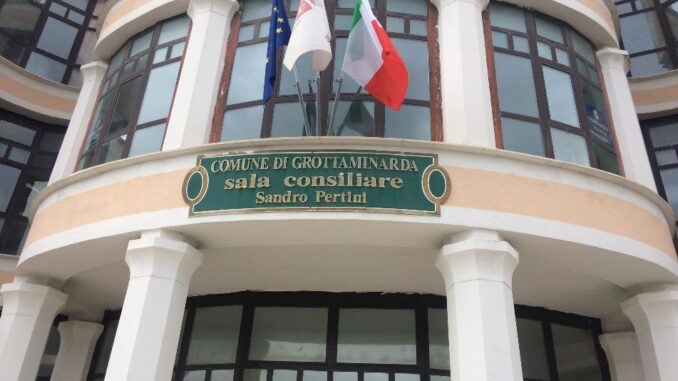 COMUNE DI GROTTAMINARDA
sala consiliare
Sandro Pertini